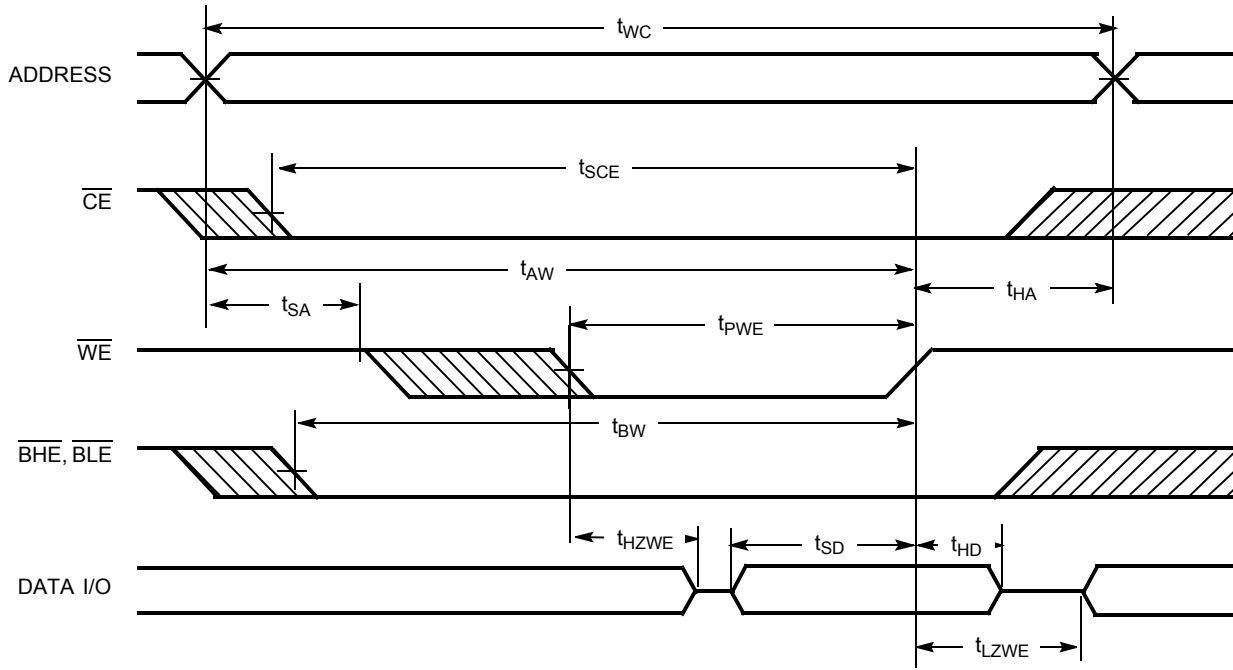 tWC
ADDRESS
tSCE
CE
tAW
tSA
tHA
tPWE
WE
tBW
BHE, BLE
tHZWE
tSD
tHD
DATA I/O
tLZWE